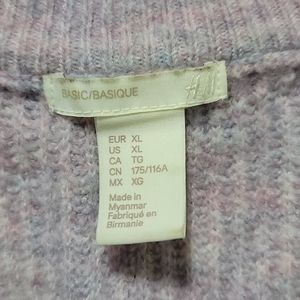 BASIC/BASIQUE
H&M
EUR XL
US XL
CA TG
CN 175/116A
MX XG
Made in
Myanmar
Fabriqué en
Birmanie